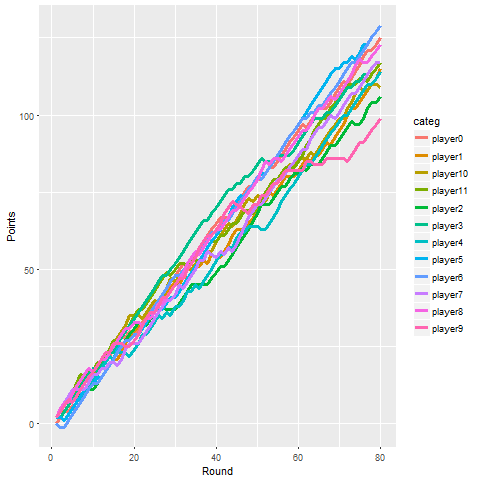 100
50
0
Points
0
20
40
60
80
Round
categ
player0
player1
player10
player11
player2
player3
player4
player5
player6
player7
player8
player9